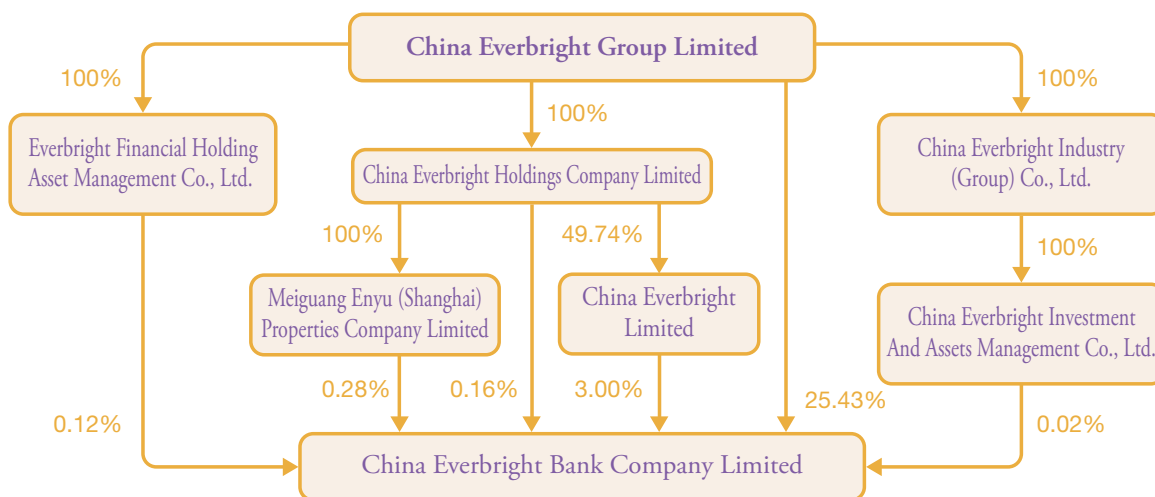 China Everbright Group Limited
100%
100%
100%
Everbright Financial Holding
Asset Management Co., Ltd.
China Everbright Holdings Company Limited
China Everbright Industry
(Group) Co., Ltd.
100%
49.74%
100%
Meiguang Enyu (Shanghai)
Properties Company Limited
China Everbright
Limited
China Everbright Investment
And Assets Management Co., Ltd.
0.12%
0.28%
0.16%
3.00%
25.43%
0.02%
China Everbright Bank Company Limited